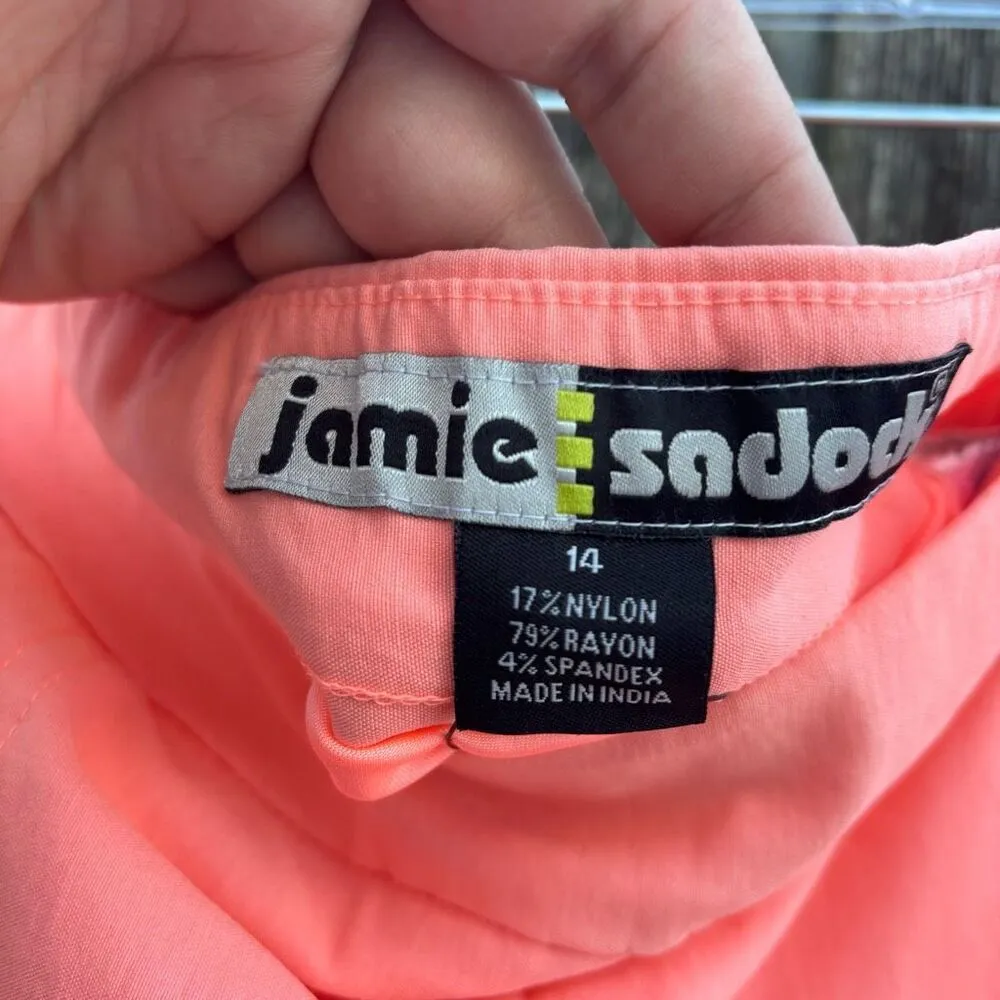 jamie sadock
14
17% NYLON
79% RAYON
4% SPANDEX
MADE IN INDIA